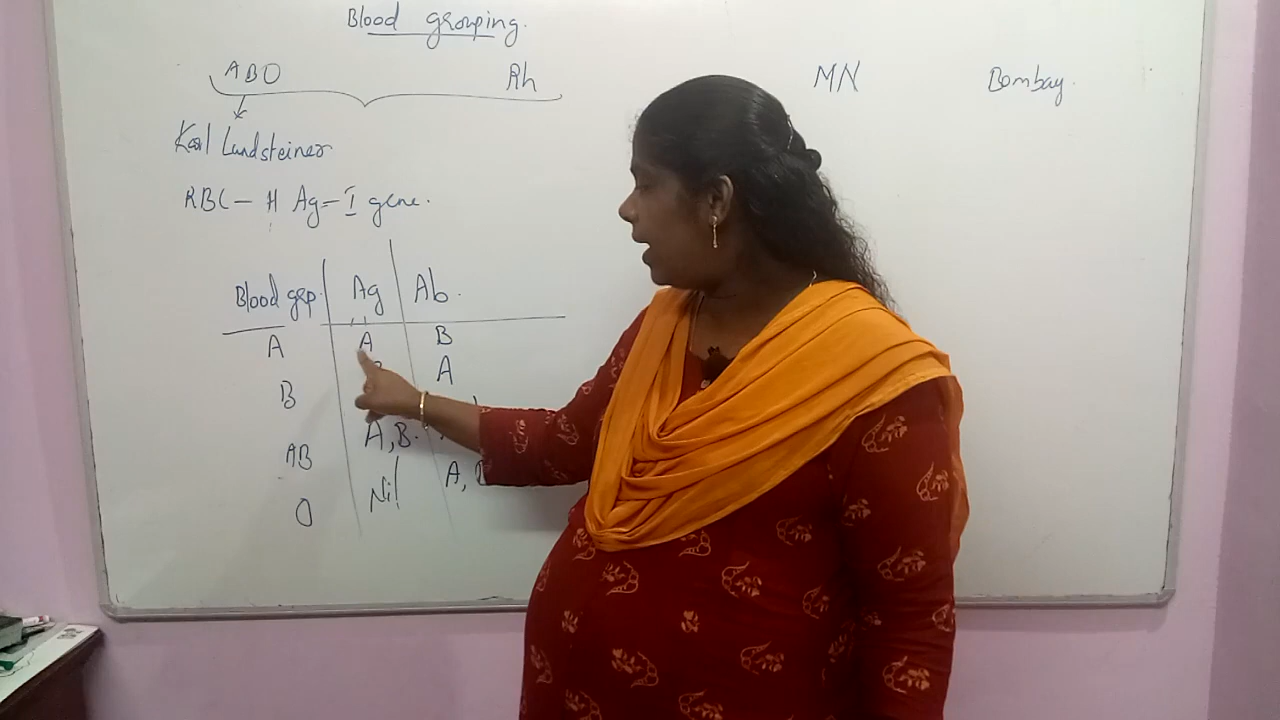 Blood grouping.
ABO Rh MN Bombay.
Karl Landsteiner
RBC - H Ag - I gene.
Blood grp. Ag Ab.
A A B
B A
AB A, B.
O Nil A,